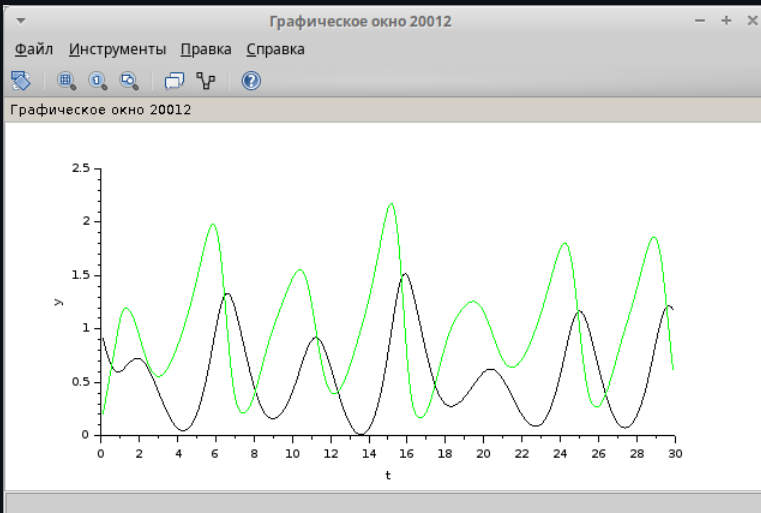 Графическое окно 20012
Файл Инструменты Правка Справка
Графическое окно 20012
2.5
2
1.5
1
0.5
0
y
0 2 4 6 8 10 12 14 16 18 20 22 24 26 28 30
t